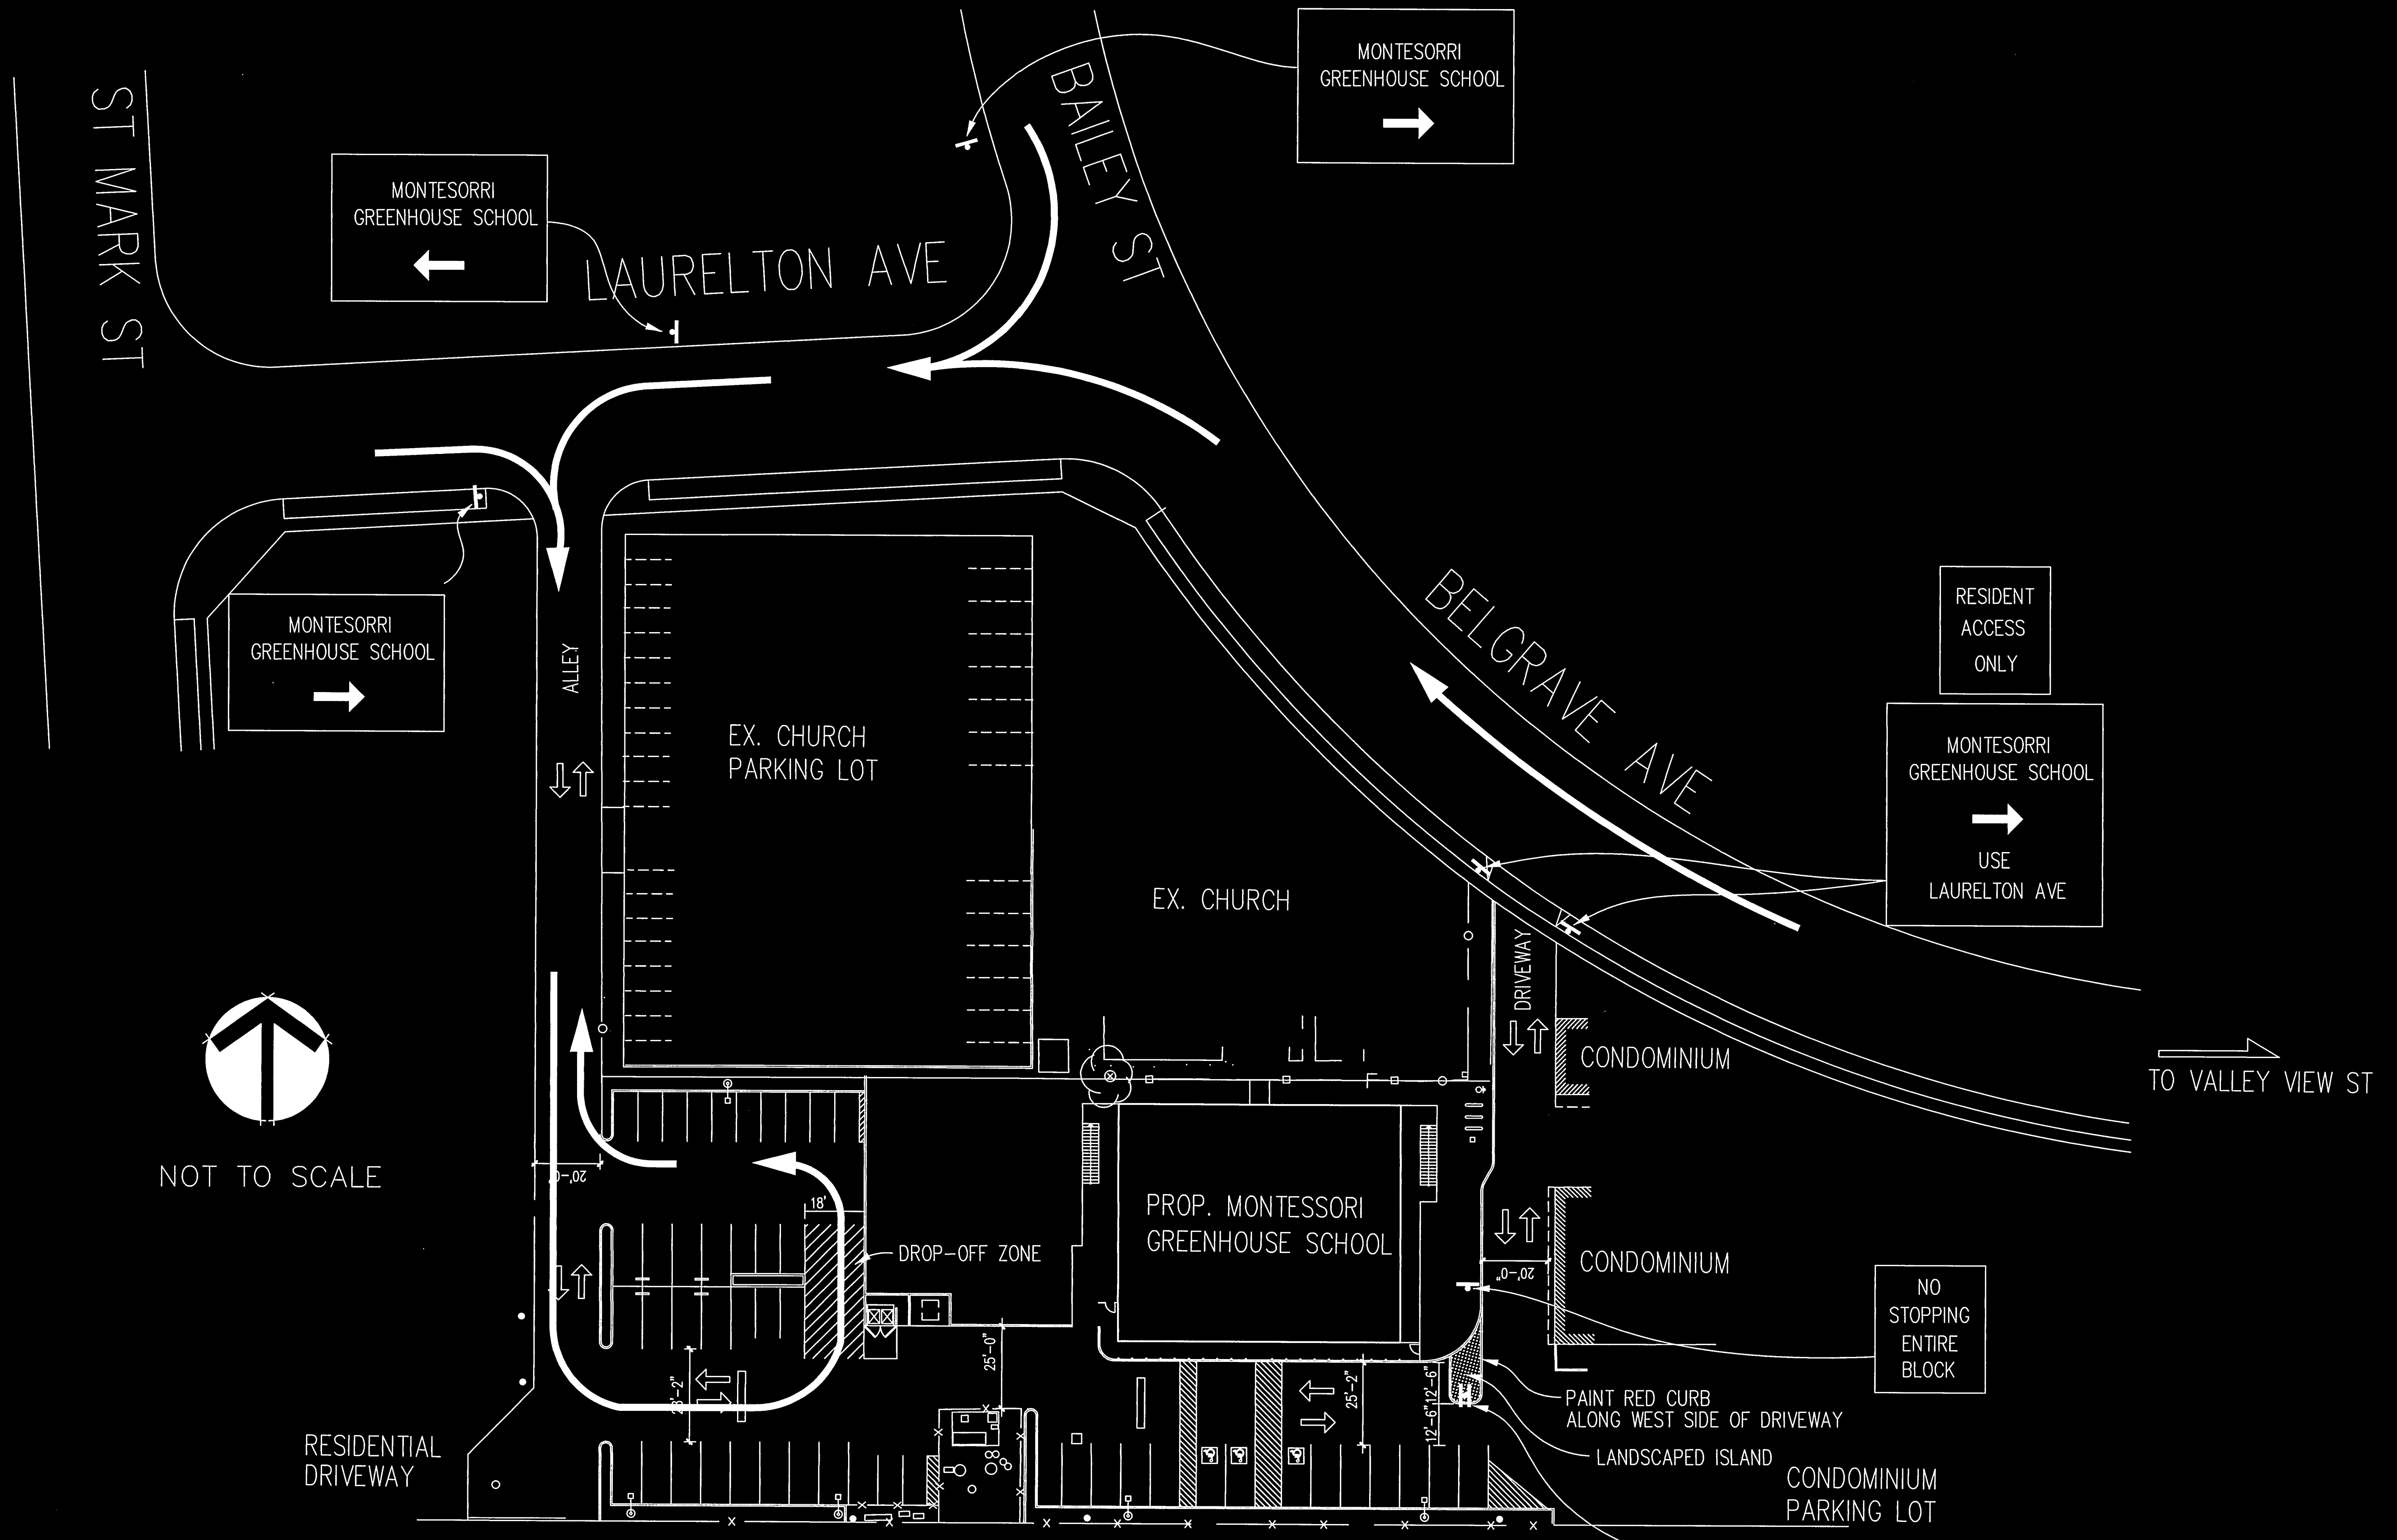 MONTESORRI
GREENHOUSE SCHOOL
ST MARK ST
BAILEY ST
MONTESORRI
GREENHOUSE SCHOOL
LAURELTON AVE
MONTESORRI
GREENHOUSE SCHOOL
ALLEY
BELGRAVE AVE
RESIDENT
ACCESS
ONLY
MONTESORRI
GREENHOUSE SCHOOL
USE
LAURELTON AVE
EX. CHURCH
PARKING LOT
EX. CHURCH
DRIVEWAY
CONDOMINIUM
TO VALLEY VIEW ST
NOT TO SCALE
20'-0"
18'
PROP. MONTESSORI
GREENHOUSE SCHOOL
DROP-OFF ZONE
CONDOMINIUM
20'-0"
NO
STOPPING
ENTIRE
BLOCK
25'-0"
25'-2"
12'-6"
12'-6"
PAINT RED CURB
ALONG WEST SIDE OF DRIVEWAY
LANDSCAPED ISLAND
RESIDENTIAL
DRIVEWAY
CONDOMINIUM
PARKING LOT